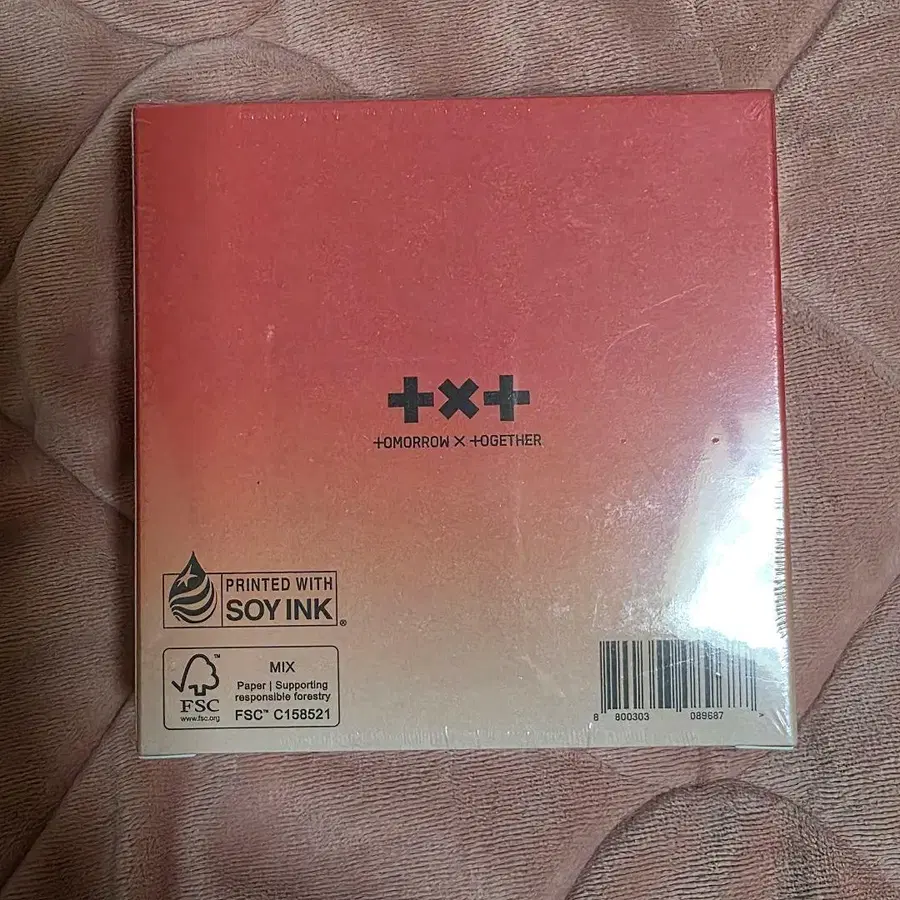 +×+
+OMORROW × +OGETHER
PRINTED WITH
SOY INK®
FSC™
www.fsc.org
MIX
Paper | Supporting
responsible forestry
FSC™ C158521
8 800303 089687 >